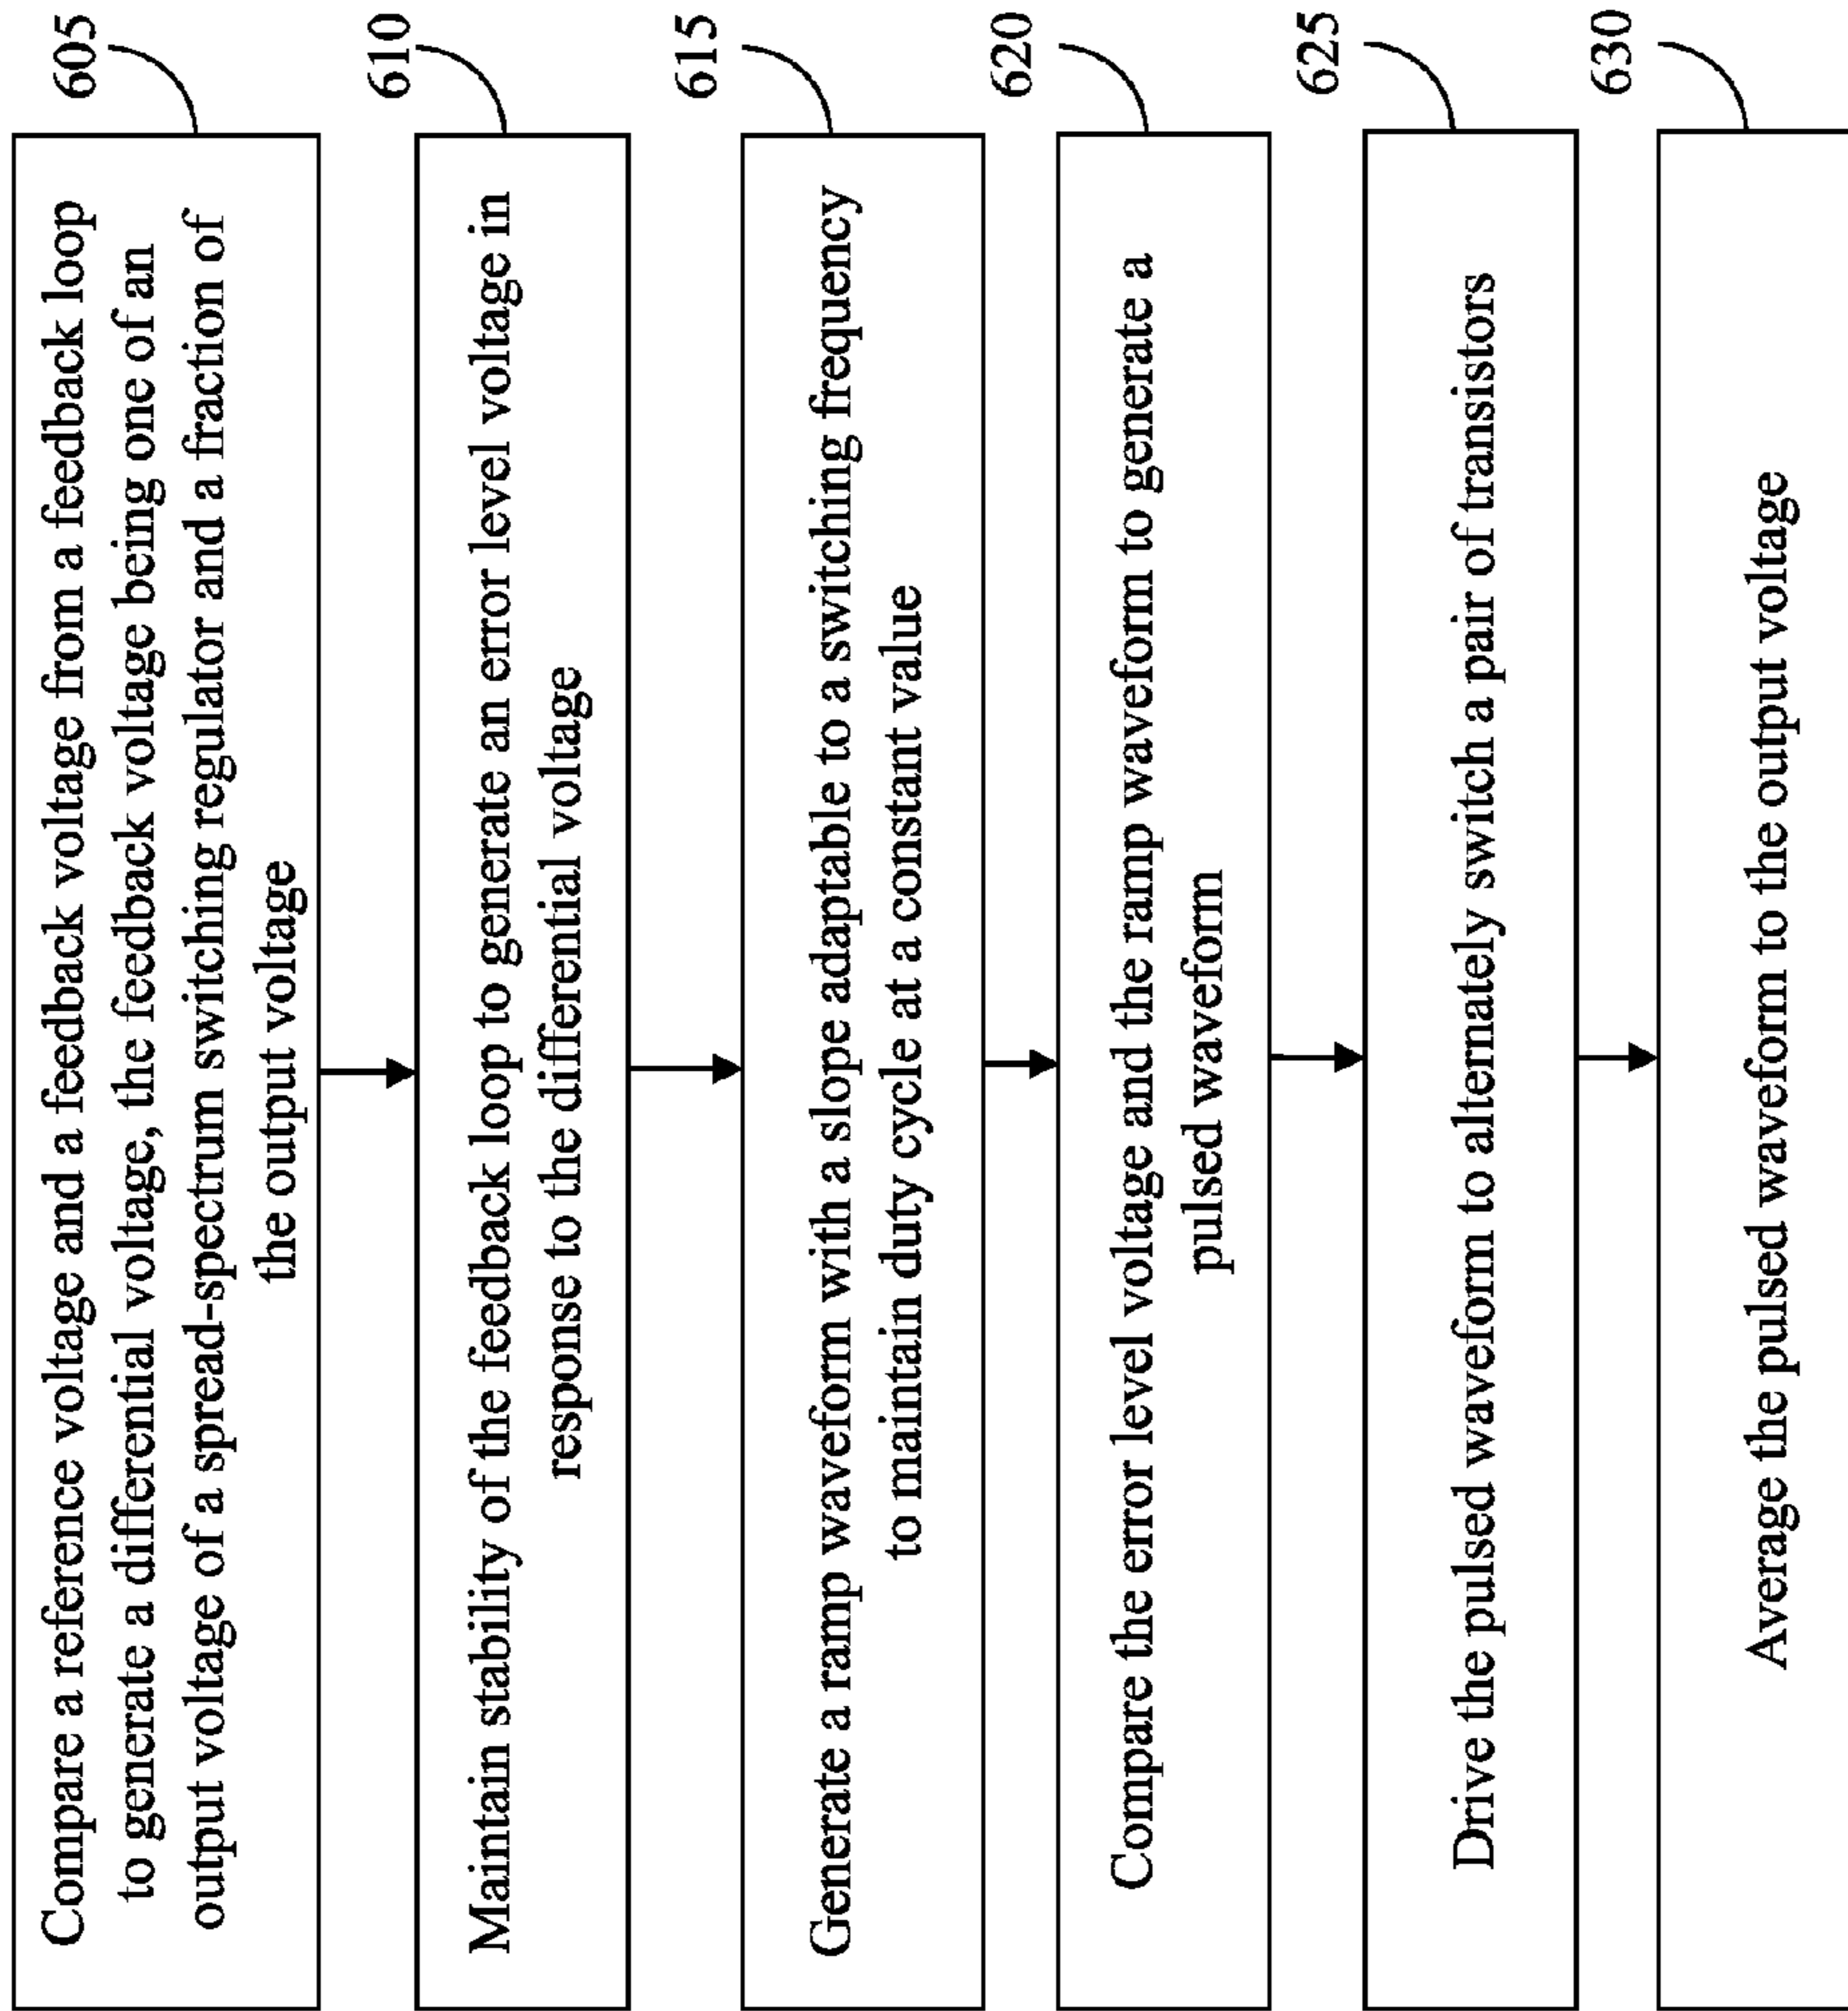 Compare a reference voltage and a feedback voltage from a feedback loop
to generate a differential voltage, the feedback voltage being one of an
output voltage of a spread-spectrum switching regulator and a fraction of
the output voltage
605
Maintain stability of the feedback loop to generate an error level voltage in
response to the differential voltage
610
Generate a ramp waveform with a slope adaptable to a switching frequency
to maintain duty cycle at a constant value
615
Compare the error level voltage and the ramp waveform to generate a
pulsed waveform
620
Drive the pulsed waveform to alternately switch a pair of transistors
625
Average the pulsed waveform to the output voltage
630